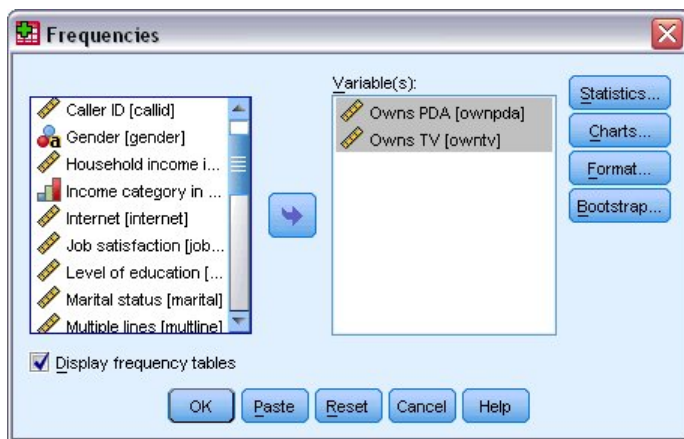 Frequencies
Caller ID [callid]
Gender [gender]
Household income i...
Income category in ...
Internet [internet]
Job satisfaction [job...
Level of education [...
Marital status [marital]
Multiple lines [multline]
Variable(s):
Owns PDA [ownpda]
Owns TV [owntv]
Statistics...
Charts...
Format...
Bootstrap...
Display frequency tables
OK Paste Reset Cancel Help